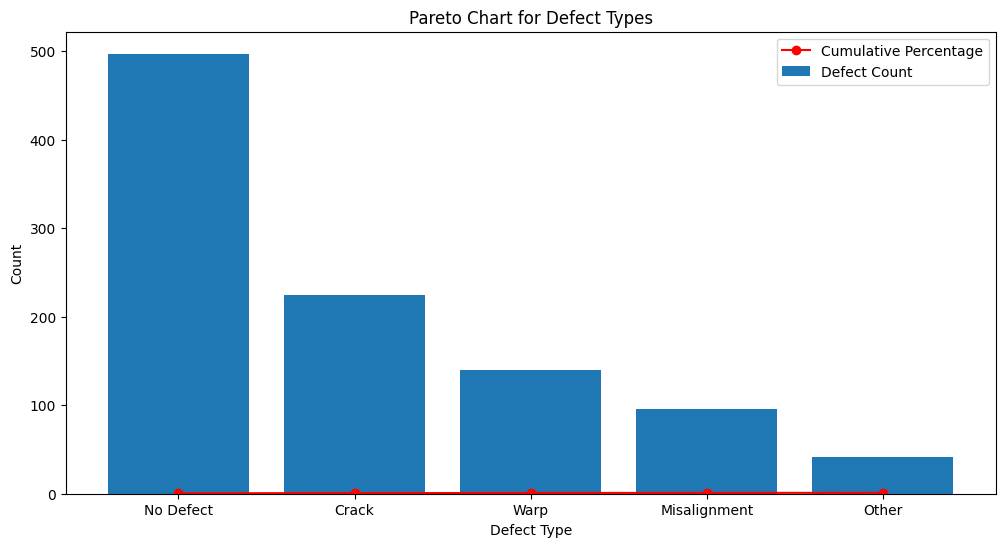 Pareto Chart for Defect Types
Cumulative Percentage
Defect Count
500
400
300
200
100
0
Count
No Defect
Crack
Warp
Misalignment
Other
Defect Type